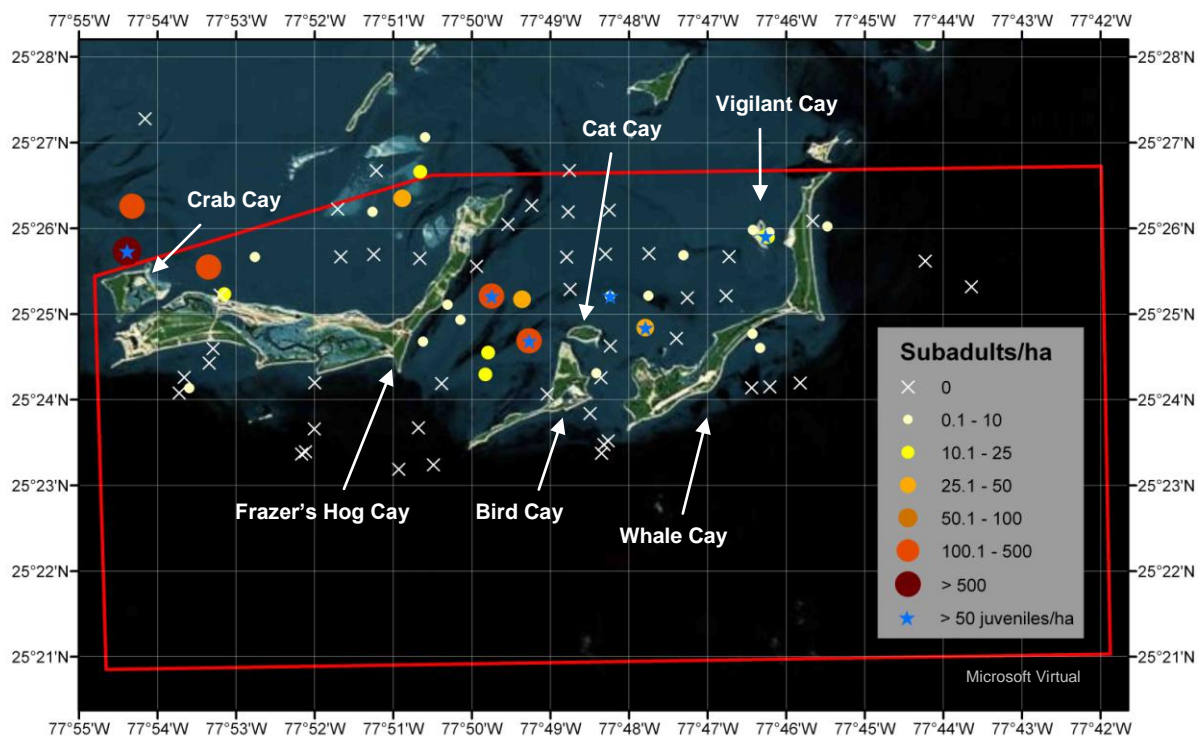 77°55'W 77°54'W 77°53'W 77°52'W 77°51'W 77°50'W 77°49'W 77°48'W 77°47'W 77°46'W 77°45'W 77°44'W 77°43'W 77°42'W
25°28'N 25°28'N
Vigilant Cay
25°27'N 25°27'N
Cat Cay
Crab Cay
25°26'N 25°26'N
25°25'N 25°25'N
Subadults/ha
0
25°24'N 25°24'N
0.1 - 10
10.1 - 25
25°23'N 25°23'N
25.1 - 50
Frazer's Hog Cay
Bird Cay
50.1 - 100
Whale Cay
100.1 - 500
25°22'N 25°22'N
> 500
> 50 juveniles/ha
25°21'N 25°21'N
Microsoft Virtual
77°55'W 77°54'W 77°53'W 77°52'W 77°51'W 77°50'W 77°49'W 77°48'W 77°47'W 77°46'W 77°45'W 77°44'W 77°43'W 77°42'W